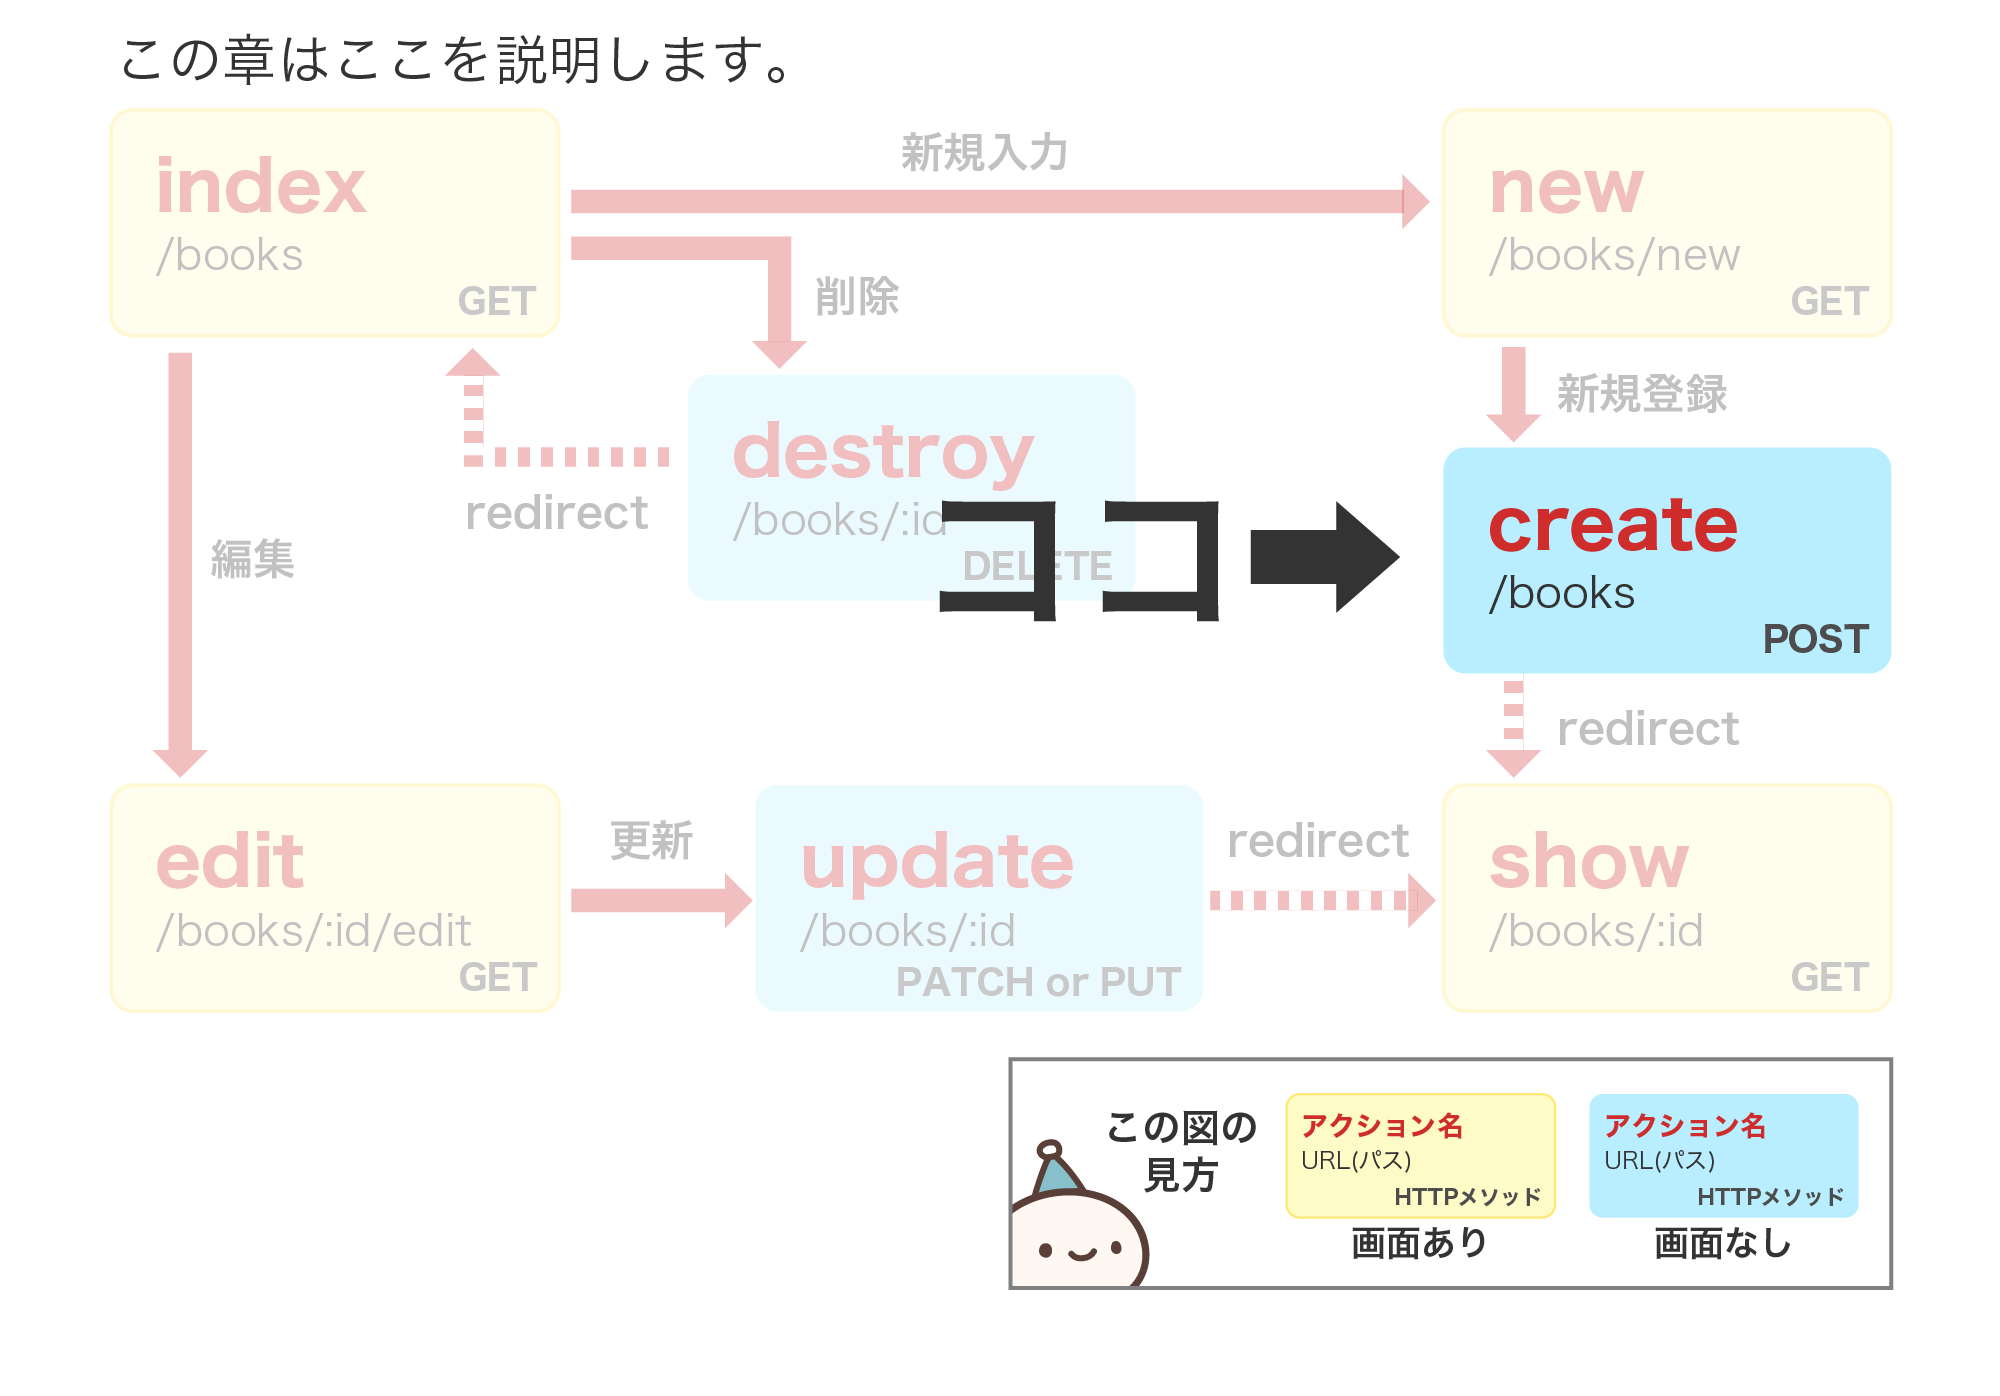 この章はここを説明します。
index
/books
GET
新規入力
new
/books/new
GET
削除
新規登録
destroy
/books/:id
DELETE
redirect
編集
ココ
create
/books
POST
redirect
edit
/books/:id/edit
GET
更新
update
/books/:id
PATCH or PUT
redirect
show
/books/:id
GET
この図の
見方
アクション名
URL(パス)
HTTPメソッド
画面あり
アクション名
URL(パス)
HTTPメソッド
画面なし